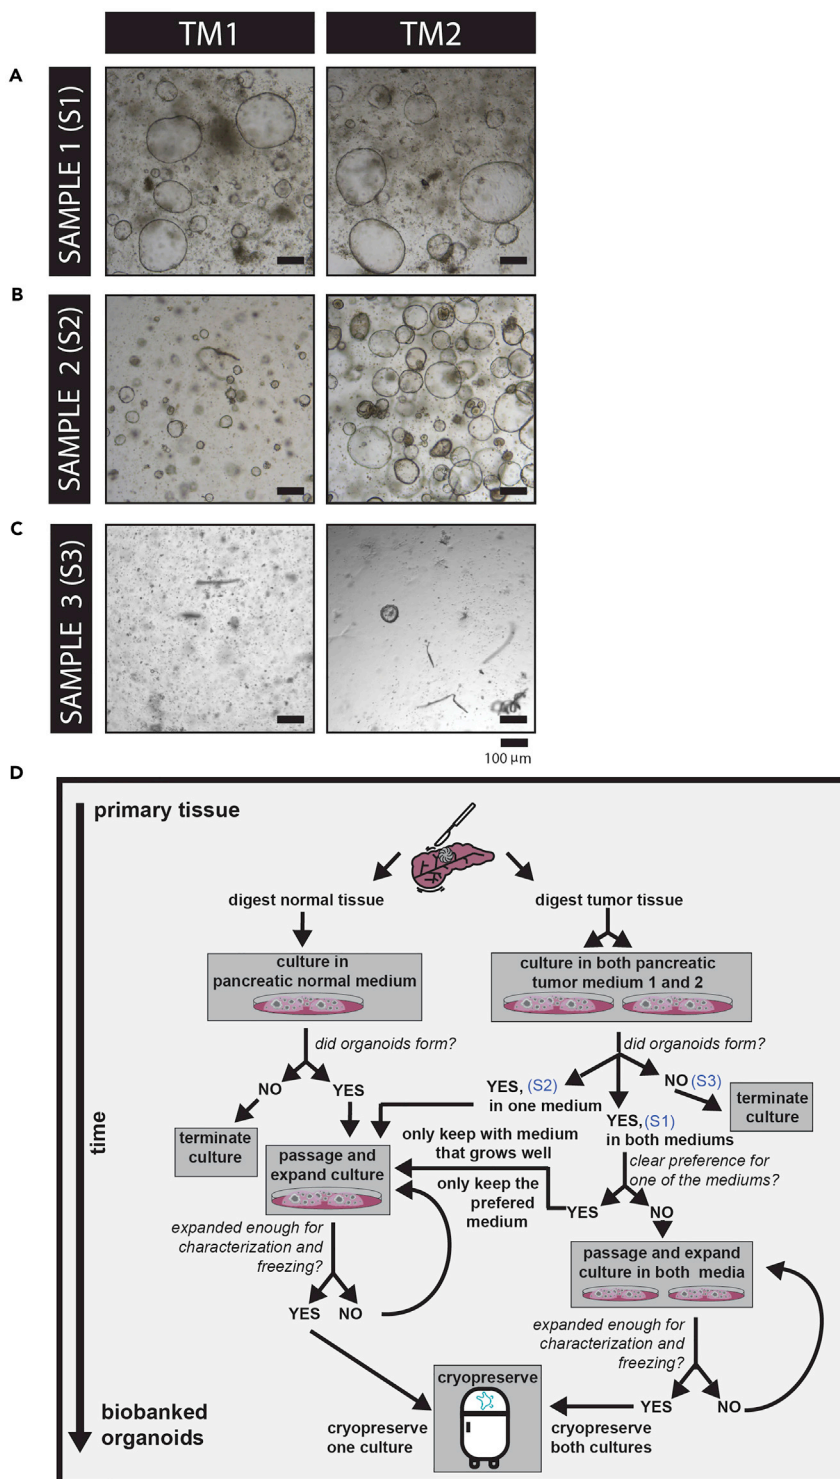 TM1
TM2
A
SAMPLE 1 (S1)
B
SAMPLE 2 (S2)
C
SAMPLE 3 (S3)
100 µm
D
primary tissue
digest normal tissue
digest tumor tissue
culture in
pancreatic normal medium
culture in both pancreatic
tumor medium 1 and 2
did organoids form?
did organoids form?
NO
YES
YES, (S2)
in one medium
NO (S3)
terminate
culture
YES, (S1)
in both mediums
terminate
culture
passage and
expand culture
only keep with medium
that grows well
clear preference for
one of the mediums?
only keep the
prefered
medium
YES
NO
time
expanded enough for
characterization and
freezing?
passage and expand
culture in both media
YES
NO
expanded enough for
characterization and
freezing?
cryopreserve
YES
NO
biobanked
organoids
cryopreserve
one culture
cryopreserve
both cultures